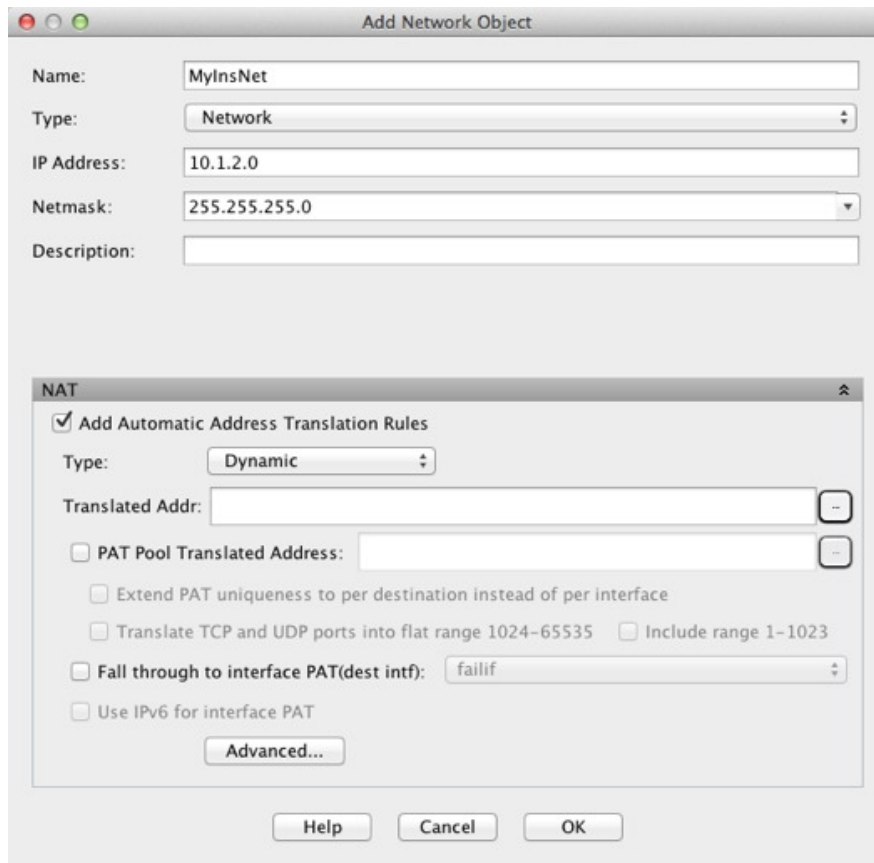 Add Network Object
Name: MyInsNet
Type: Network
IP Address: 10.1.2.0
Netmask: 255.255.255.0
Description:
NAT
Add Automatic Address Translation Rules
Type: Dynamic
Translated Addr: ...
PAT Pool Translated Address: ...
Extend PAT uniqueness to per destination instead of per interface
Translate TCP and UDP ports into flat range 1024-65535 Include range 1-1023
Fall through to interface PAT(dest intf): failif
Use IPv6 for interface PAT
Advanced...
Help Cancel OK